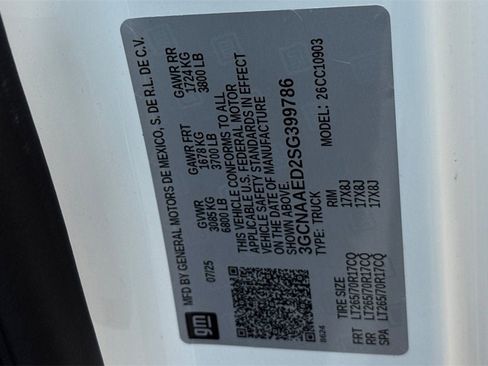 MFD BY GENERAL MOTORS DE MEXICO, S. DE R.L. DE C.V.
07/25
GVWR GAWR FRT GAWR RR
3085 KG 1678 KG 1724 KG
6800 LB 3700 LB 3800 LB
THIS VEHICLE CONFORMS TO ALL
APPLICABLE U.S. FEDERAL MOTOR
VEHICLE SAFETY STANDARDS IN EFFECT
ON THE DATE OF MANUFACTURE
3GCNAAED2SG399786
TYPE: TRUCK MODEL: 26CC10903
gm
8624
TIRE SIZE RIM
FRT LT265/70R17CQ 17X8J
RR LT265/70R17CQ 17X8J
SPA LT265/70R17CQ 17X8J